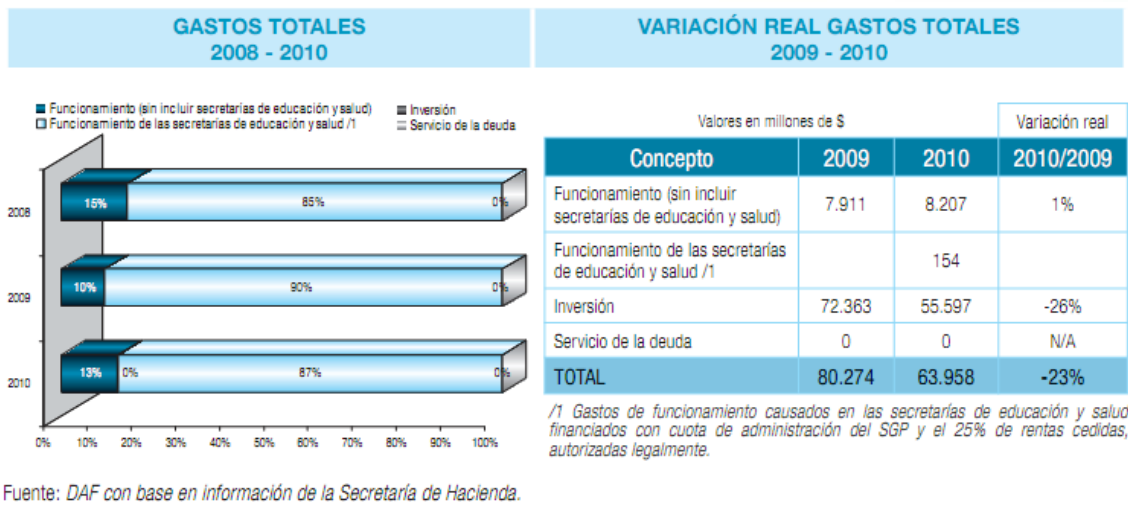 GASTOS TOTALES
2008 - 2010
Funcionamiento (sin incluir secretarías de educación y salud)
Inversión
Funcionamiento de las secretarías de educación y salud /1
Servicio de la deuda
2008
15%
85%
0%
2009
10%
90%
0%
2010
13%
0%
87%
0%
0% 10% 20% 30% 40% 50% 60% 70% 80% 90% 100%
VARIACIÓN REAL GASTOS TOTALES
2009 - 2010
Valores en millones de $ Variación real
Concepto 2009 2010 2010/2009
Funcionamiento (sin incluir
secretarías de educación y salud) 7.911 8.207 1%
Funcionamiento de las secretarías
de educación y salud /1 154
Inversión 72.363 55.597 -26%
Servicio de la deuda 0 0 N/A
TOTAL 80.274 63.958 -23%
/1 Gastos de funcionamiento causados en las secretarías de educación y salud
financiados con cuota de administración del SGP y el 25% de rentas cedidas,
autorizadas legalmente.
Fuente: DAF con base en información de la Secretaría de Hacienda.